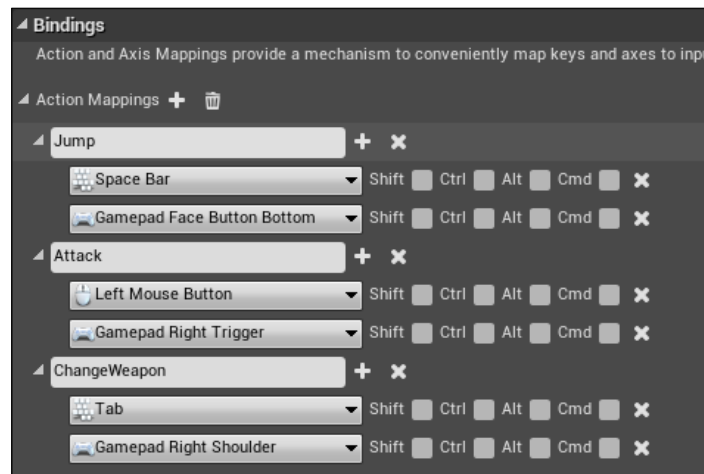 Bindings
Action and Axis Mappings provide a mechanism to conveniently map keys and axes to inp
Action Mappings
Jump
Space Bar Shift Ctrl Alt Cmd
Gamepad Face Button Bottom Shift Ctrl Alt Cmd
Attack
Left Mouse Button Shift Ctrl Alt Cmd
Gamepad Right Trigger Shift Ctrl Alt Cmd
ChangeWeapon
Tab Shift Ctrl Alt Cmd
Gamepad Right Shoulder Shift Ctrl Alt Cmd